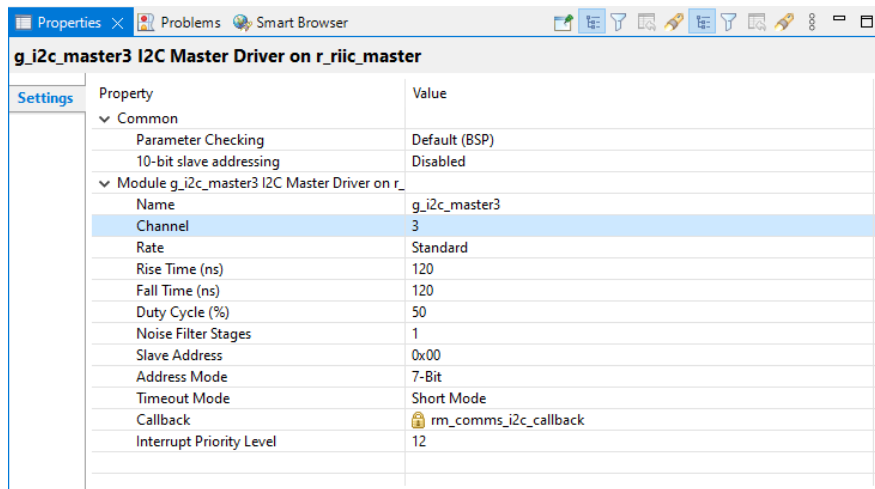 Properties Problems Smart Browser
g_i2c_master3 I2C Master Driver on r_riic_master
Settings
Property Value
Common
Parameter Checking Default (BSP)
10-bit slave addressing Disabled
Module g_i2c_master3 I2C Master Driver on r_
Name g_i2c_master3
Channel 3
Rate Standard
Rise Time (ns) 120
Fall Time (ns) 120
Duty Cycle (%) 50
Noise Filter Stages 1
Slave Address 0x00
Address Mode 7-Bit
Timeout Mode Short Mode
Callback rm_comms_i2c_callback
Interrupt Priority Level 12